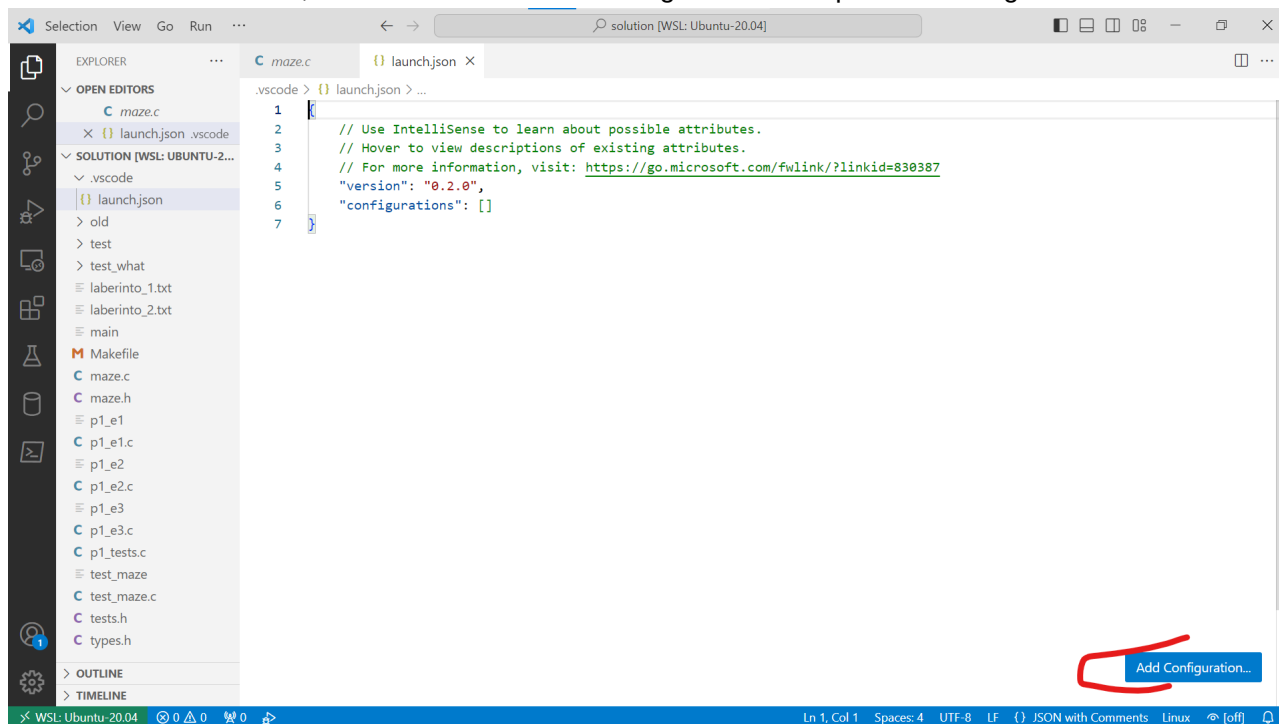 Selection View Go Run ···
solution [WSL: Ubuntu-20.04]
EXPLORER ···
OPEN EDITORS
C maze.c
{} launch.json .vscode
SOLUTION [WSL: UBUNTU-2...
.vscode
{} launch.json
old
test
test_what
laberinto_1.txt
laberinto_2.txt
main
M Makefile
C maze.c
C maze.h
p1_e1
C p1_e1.c
p1_e2
C p1_e2.c
p1_e3
C p1_e3.c
C p1_tests.c
test_maze
C test_maze.c
C tests.h
C types.h
1
OUTLINE
TIMELINE
C maze.c {} launch.json
.vscode > {} launch.json > ...
1 {
2 // Use IntelliSense to learn about possible attributes.
3 // Hover to view descriptions of existing attributes.
4 // For more information, visit: https://go.microsoft.com/fwlink/?linkid=830387
5 "version": "0.2.0",
6 "configurations": []
7 }
Add Configuration...
WSL: Ubuntu-20.04 0 0 0 Ln 1, Col 1 Spaces: 4 UTF-8 LF {} JSON with Comments Linux [off]